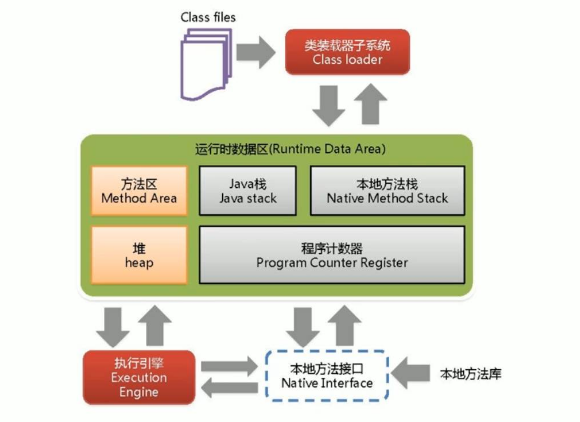 Class files
类装载器子系统
Class loader
运行时数据区(Runtime Data Area)
方法区
Method Area
Java栈
Java stack
本地方法栈
Native Method Stack
堆
heap
程序计数器
Program Counter Register
执行引擎
Execution
Engine
本地方法接口
Native Interface
本地方法库